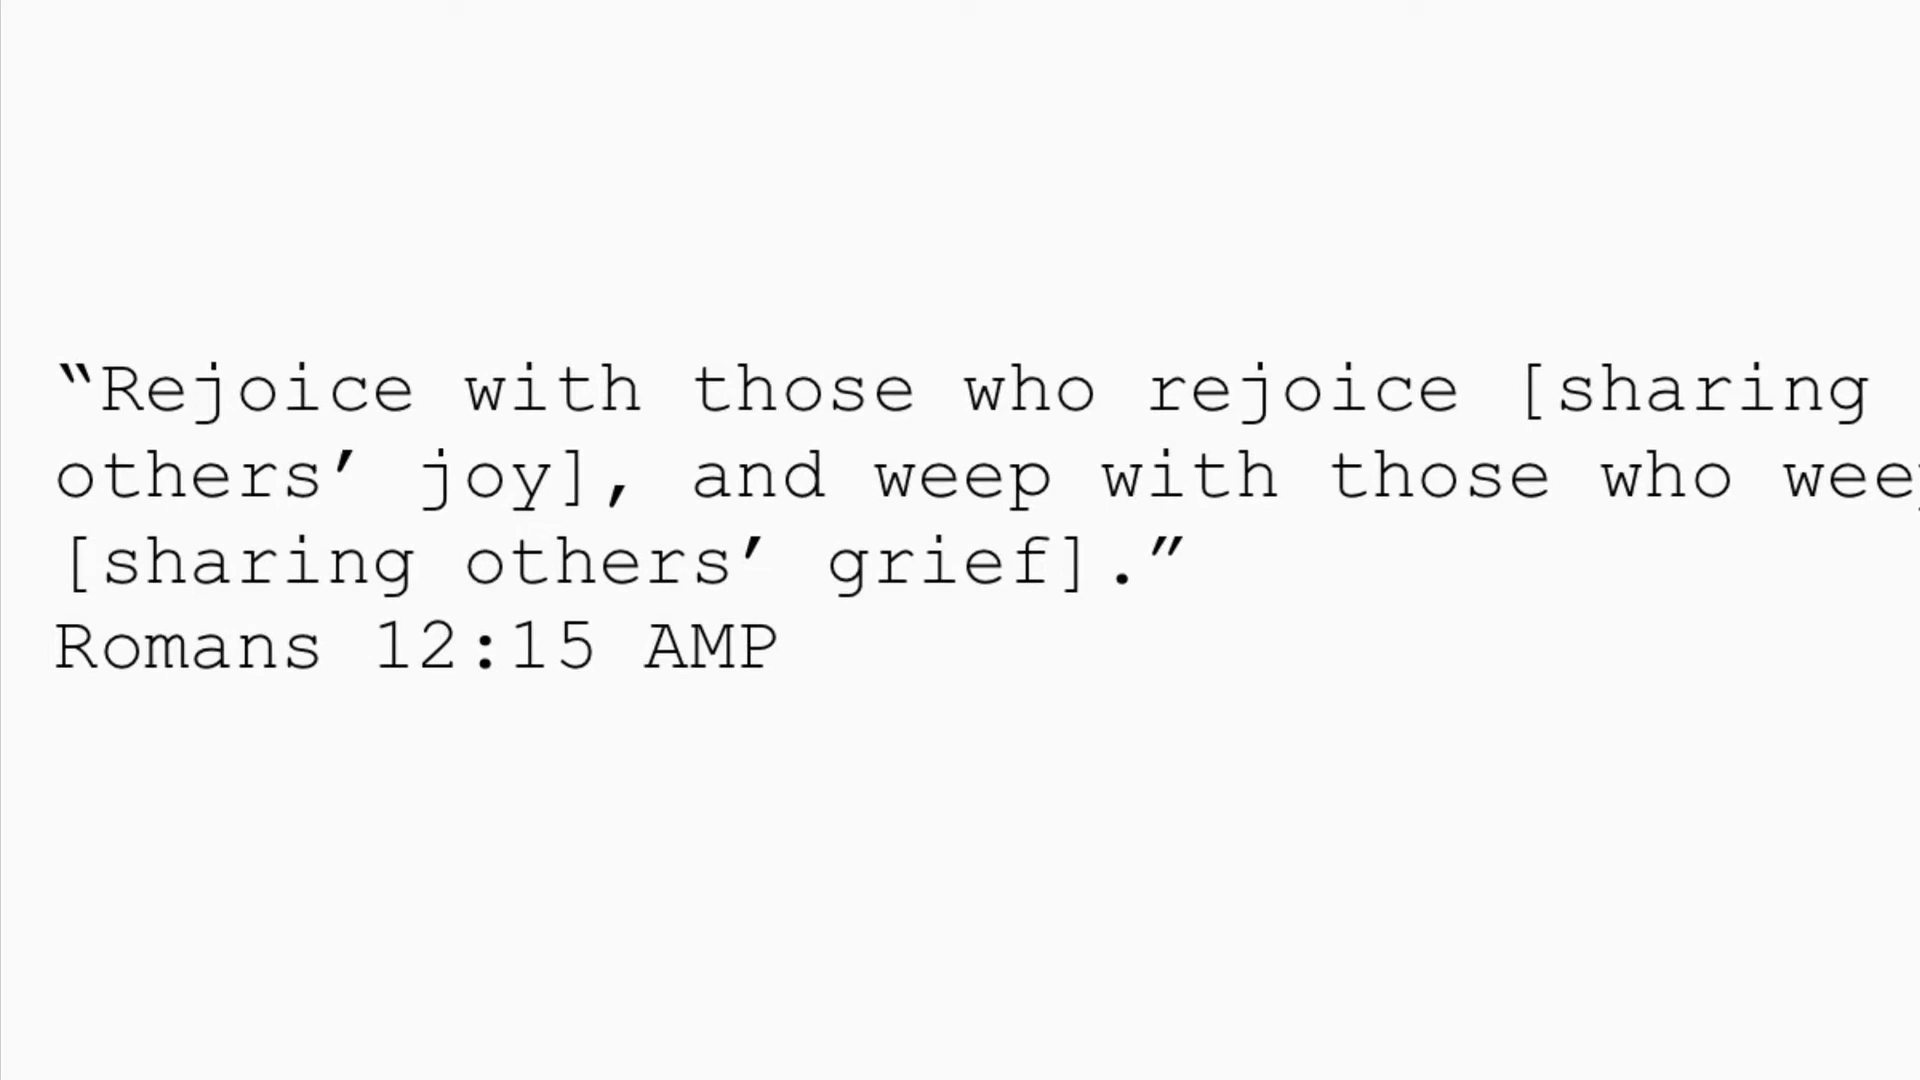 “Rejoice with those who rejoice [sharing
others’ joy], and weep with those who weep
[sharing others’ grief].”
Romans 12:15 AMP